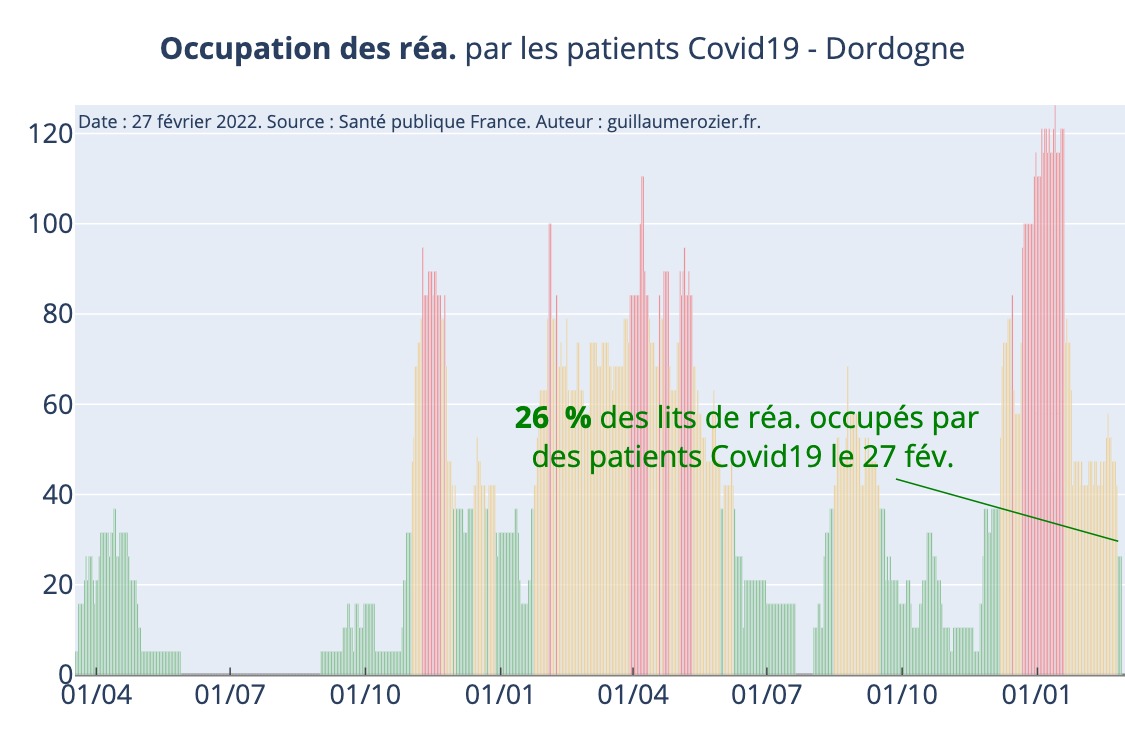 Occupation des réa. par les patients Covid19 - Dordogne
Date : 27 février 2022. Source : Santé publique France. Auteur : guillaumerozier.fr.
120
100
80
60
40
20
0
26 % des lits de réa. occupés par
des patients Covid19 le 27 fév.
01/04 01/07 01/10 01/01 01/04 01/07 01/10 01/01